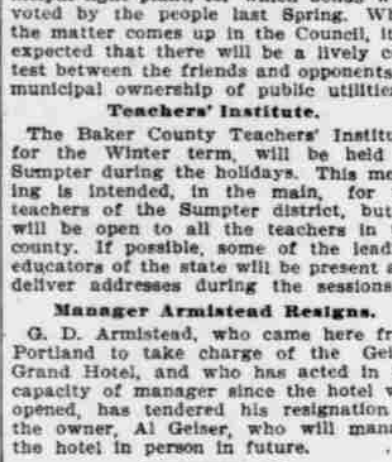 voted by the people last Spring. W
the matter comes up in the Council, it
expected that there will be a lively c
test between the friends and opponents
municipal ownership of public utilitie
Teachers' Institute.
The Baker County Teachers' Institu
for the Winter term, will be held
Sumpter during the holidays. This me
ing is intended, in the main, for
teachers of the Sumpter district, but
will be open to all the teachers in
county. If possible, some of the lead
educators of the state will be present
deliver addresses during the sessions
Manager Armistead Resigns.
G. D. Armistead, who came here fr
Portland to take charge of the Gei
Grand Hotel, and who has acted in
capacity of manager since the hotel
opened, has tendered his resignation
the owner, Al Geiser, who will mana
the hotel in person in future.